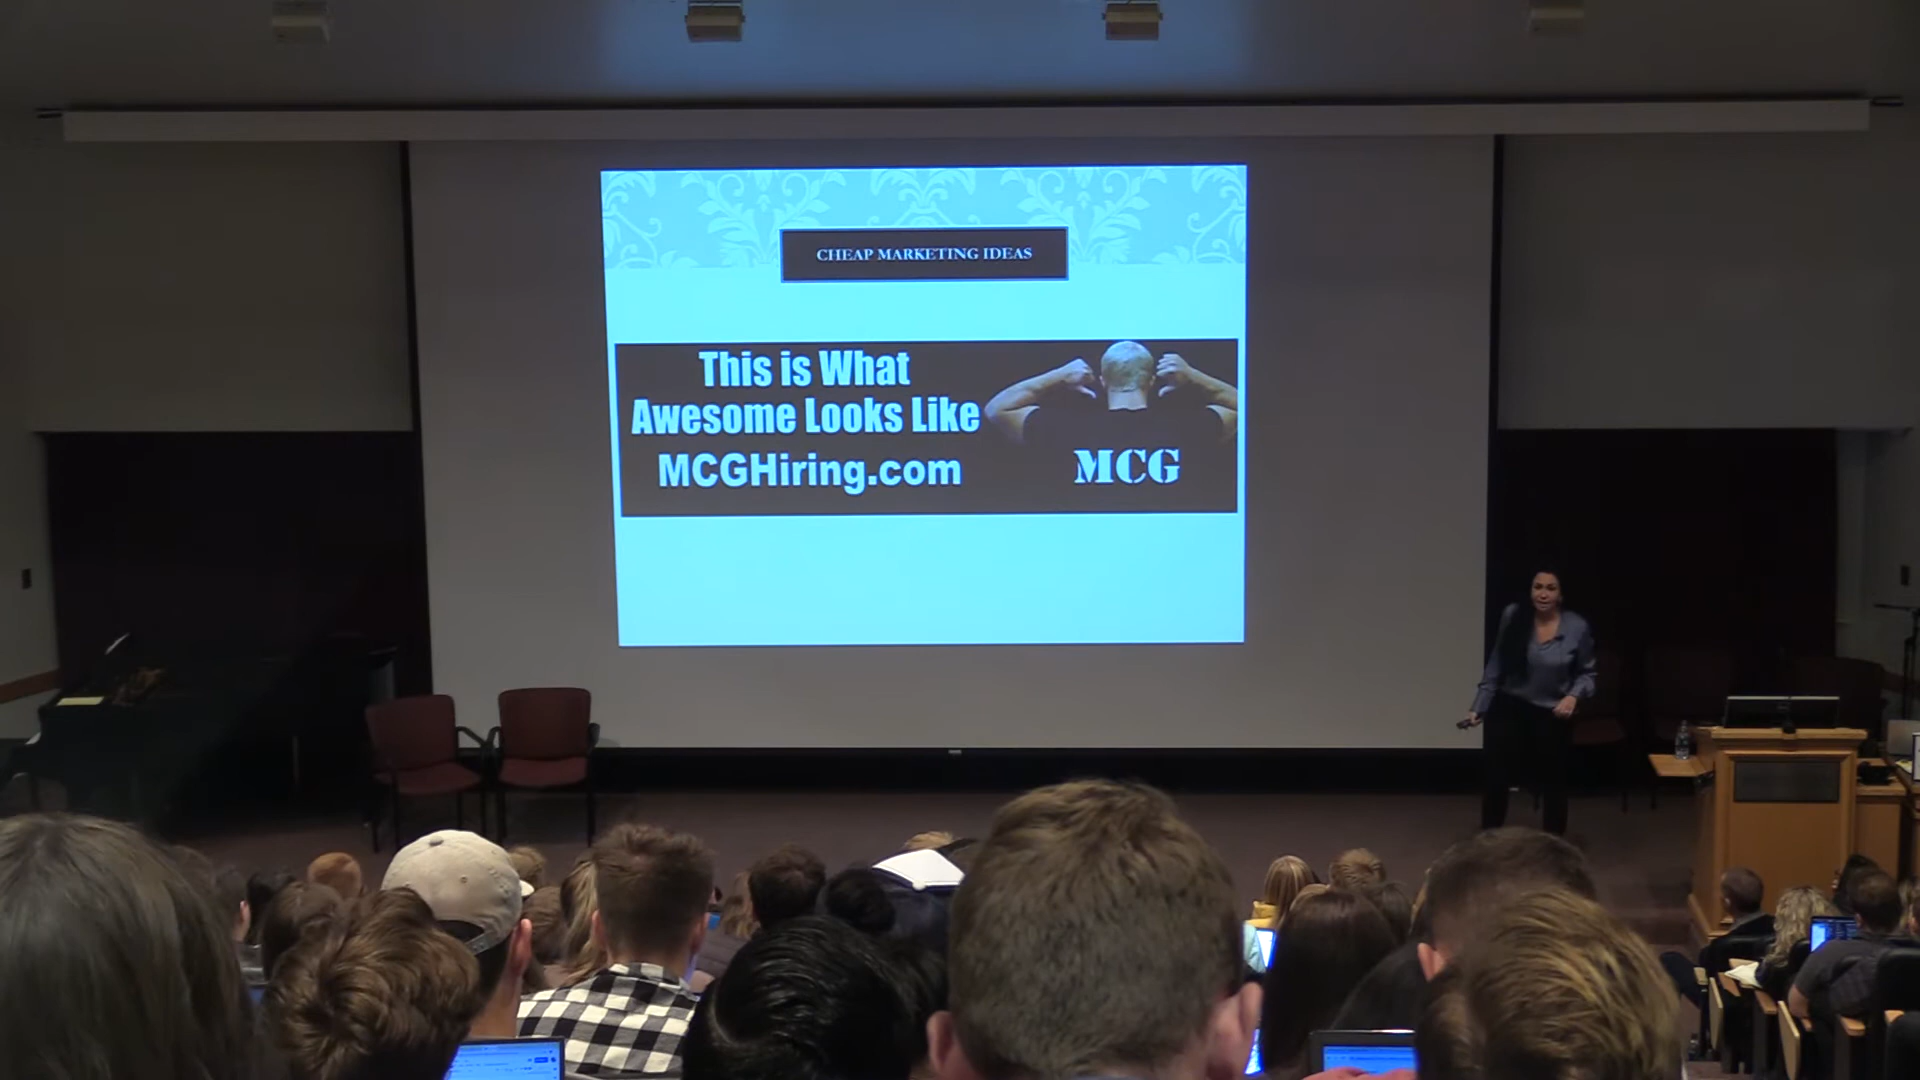 CHEAP MARKETING IDEAS
This is What
Awesome Looks Like
MCGHiring.com
MCG